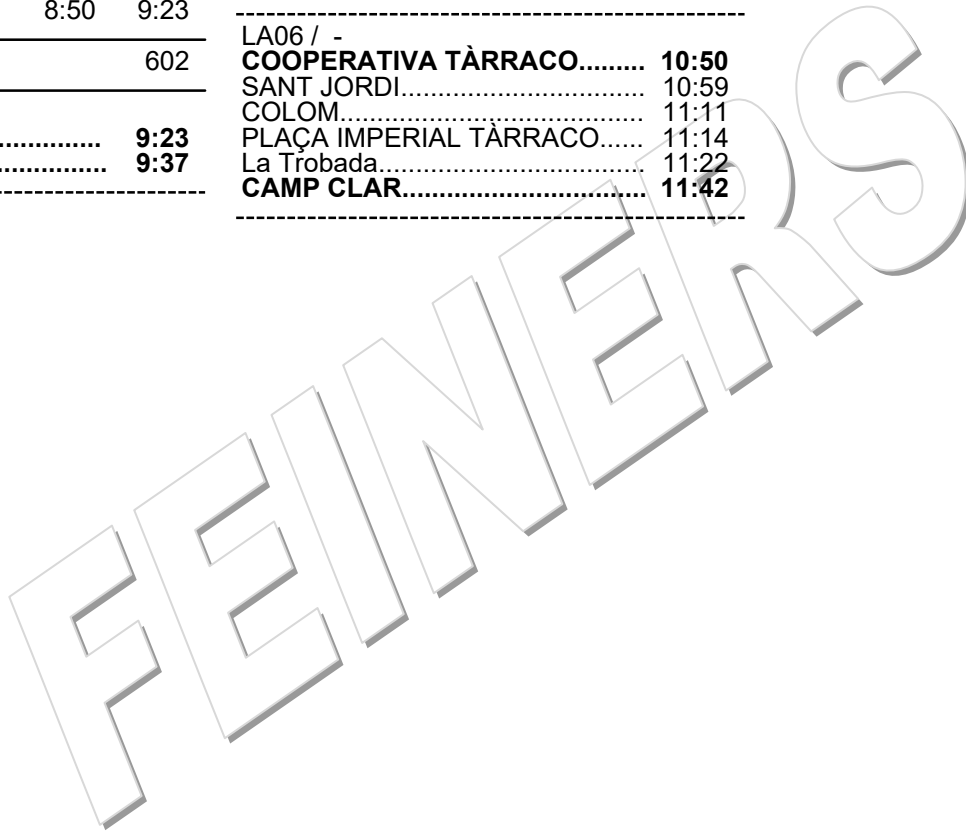 8:50 9:23
602
.............. 9:23
............... 9:37
-----------------------
---------------------------------------------------
LA06 / -
COOPERATIVA TÀRRACO......... 10:50
SANT JORDI................................. 10:59
COLOM......................................... 11:11
PLAÇA IMPERIAL TÀRRACO...... 11:14
La Trobada.................................... 11:22
CAMP CLAR................................. 11:42
---------------------------------------------------
FEINERS